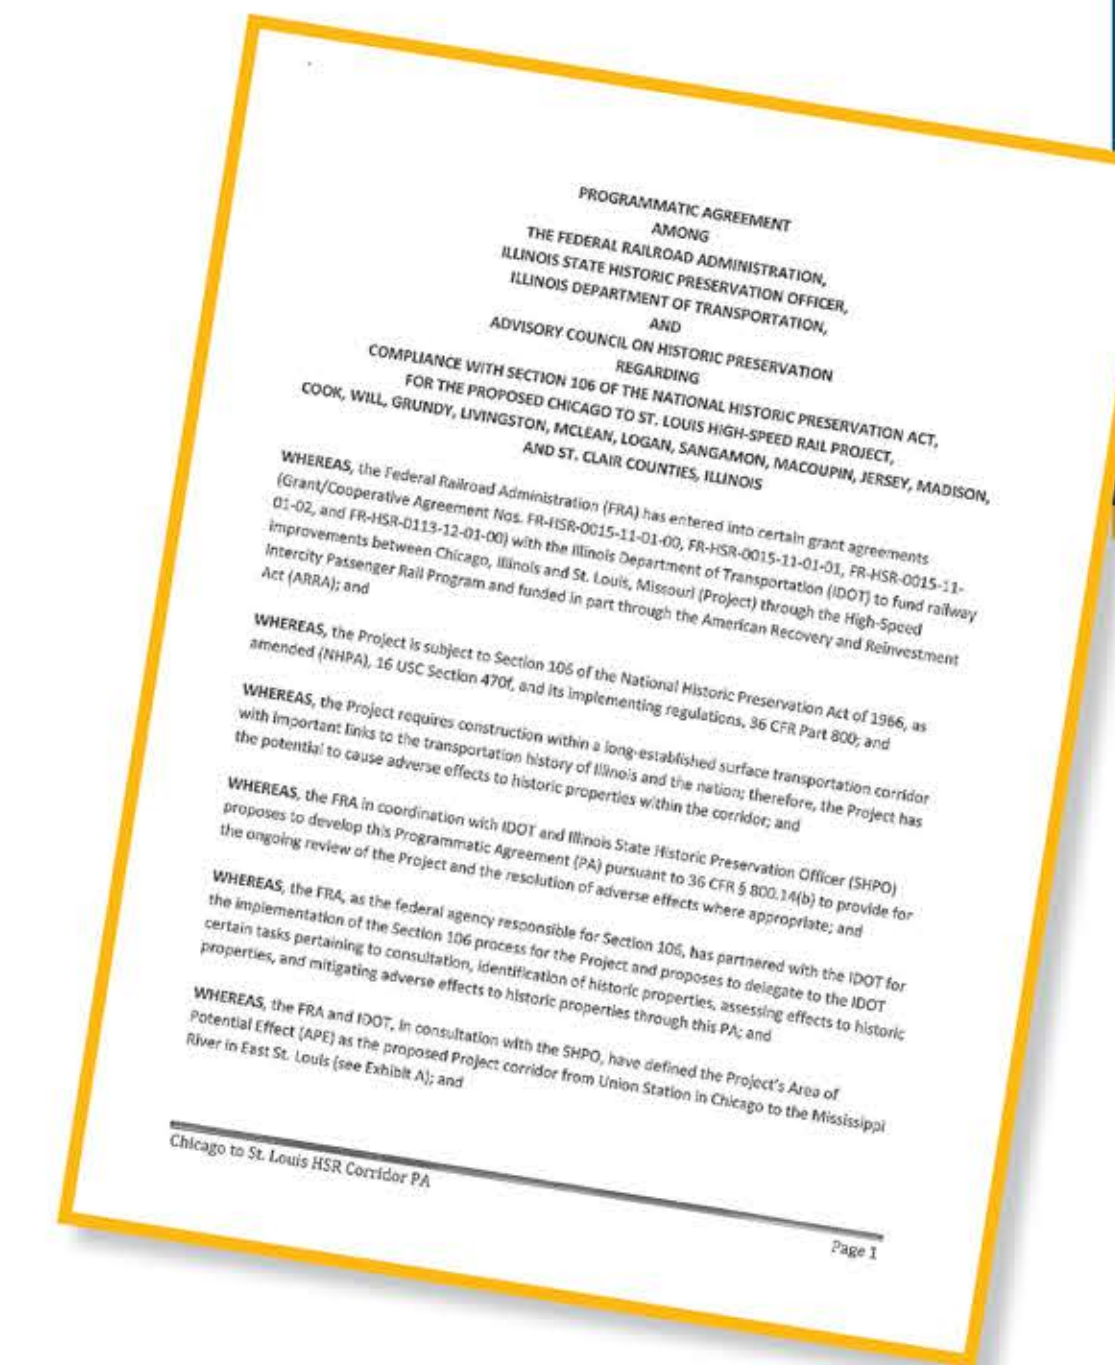 PROGRAMMATIC AGREEMENT
AMONG
THE FEDERAL RAILROAD ADMINISTRATION,
ILLINOIS STATE HISTORIC PRESERVATION OFFICER,
ILLINOIS DEPARTMENT OF TRANSPORTATION,
AND
ADVISORY COUNCIL ON HISTORIC PRESERVATION
REGARDING
COMPLIANCE WITH SECTION 106 OF THE NATIONAL HISTORIC PRESERVATION ACT,
FOR THE PROPOSED CHICAGO TO ST. LOUIS HIGH-SPEED RAIL PROJECT,
COOK, WILL, GRUNDY, LIVINGSTON, MCLEAN, LOGAN, SANGAMON, MACOUPIN, JERSEY, MADISON,
AND ST. CLAIR COUNTIES, ILLINOIS
WHEREAS, the Federal Railroad Administration (FRA) has entered into certain grant agreements
(Grant/Cooperative Agreement Nos. FR-HSR-0015-11-01-00, FR-HSR-0015-11-01-01, FR-HSR-0015-11-
01-02, and FR-HSR-0113-12-01-00) with the Illinois Department of Transportation (IDOT) to fund railway
improvements between Chicago, Illinois and St. Louis, Missouri (Project) through the High-Speed
Intercity Passenger Rail Program and funded in part through the American Recovery and Reinvestment
Act (ARRA); and
WHEREAS, the Project is subject to Section 106 of the National Historic Preservation Act of 1966, as
amended (NHPA), 16 USC Section 470f, and its implementing regulations, 36 CFR Part 800; and
WHEREAS, the Project requires construction within a long-established surface transportation corridor
with important links to the transportation history of Illinois and the nation; therefore, the Project has
the potential to cause adverse effects to historic properties within the corridor; and
WHEREAS, the FRA in coordination with IDOT and Illinois State Historic Preservation Officer (SHPO)
proposes to develop this Programmatic Agreement (PA) pursuant to 36 CFR § 800.14(b) to provide for
the ongoing review of the Project and the resolution of adverse effects where appropriate; and
WHEREAS, the FRA, as the federal agency responsible for Section 106, has partnered with the IDOT for
the implementation of the Section 106 process for the Project and proposes to delegate to the IDOT
certain tasks pertaining to consultation, identification of historic properties, assessing effects to historic
properties, and mitigating adverse effects to historic properties through this PA; and
WHEREAS, the FRA and IDOT, in consultation with the SHPO, have defined the Project's Area of
Potential Effect (APE) as the proposed Project corridor from Union Station in Chicago to the Mississippi
River in East St. Louis (see Exhibit A); and
Chicago to St. Louis HSR Corridor PA
Page 1